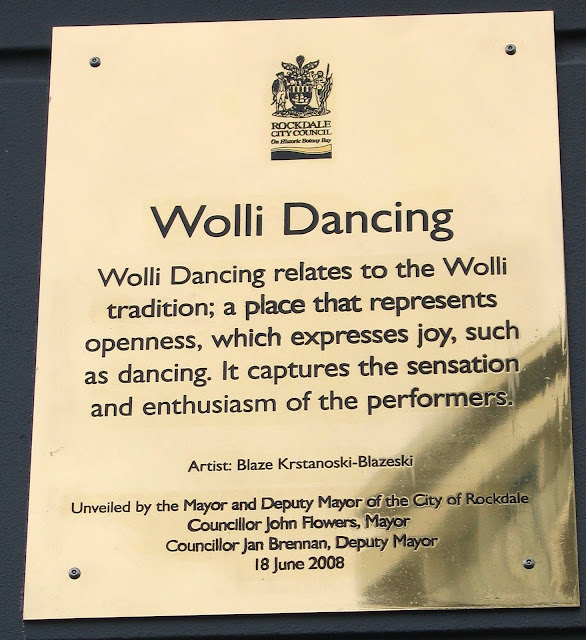 ROCKDALE
CITY COUNCIL
On Historic Botany Bay
Wolli Dancing
Wolli Dancing relates to the Wolli
tradition; a place that represents
openness, which expresses joy, such
as dancing. It captures the sensation
and enthusiasm of the performers.
Artist: Blaze Krstanoski-Blazeski
Unveiled by the Mayor and Deputy Mayor of the City of Rockdale
Councillor John Flowers, Mayor
Councillor Jan Brennan, Deputy Mayor
18 June 2008